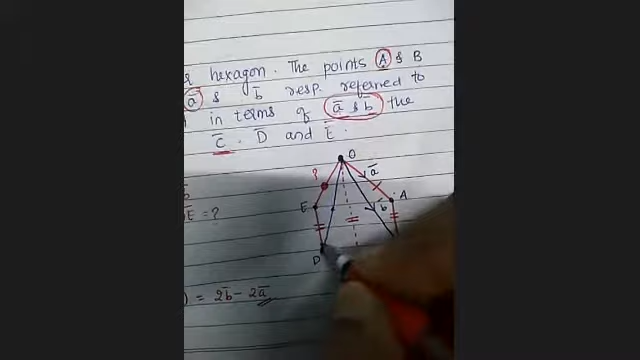 hexagon. The points A & B
a̅ & b̅ resp. referred to
in terms of a̅ & b̅ the
c̅. D̅ and E̅.
O
? a̅
A
E b̅
b̅
E = ?
D
) = 2b̅ - 2a̅